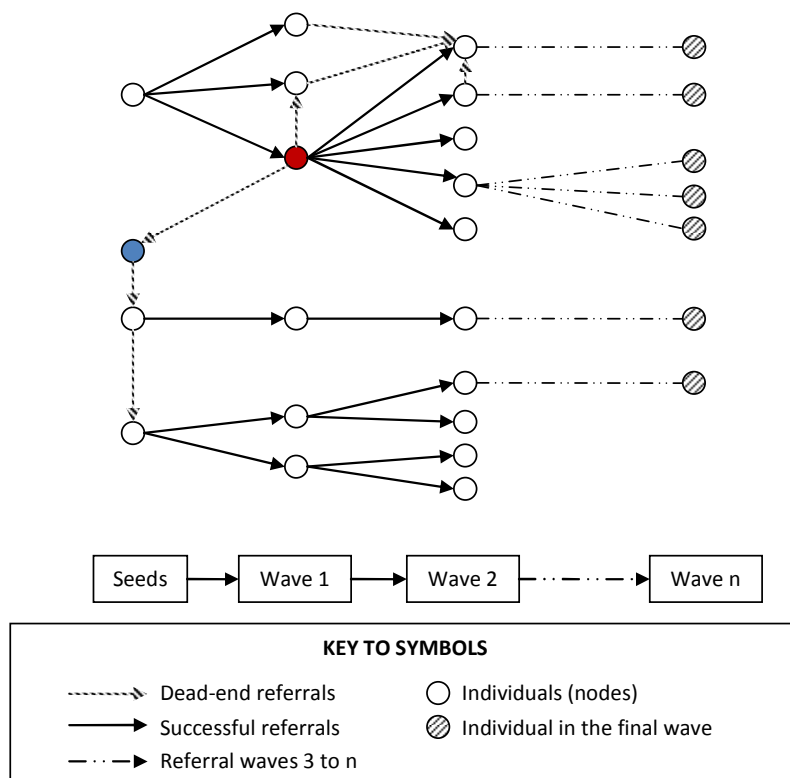 Seeds
Wave 1
Wave 2
Wave n
KEY TO SYMBOLS
Dead-end referrals
Individuals (nodes)
Successful referrals
Individual in the final wave
Referral waves 3 to n